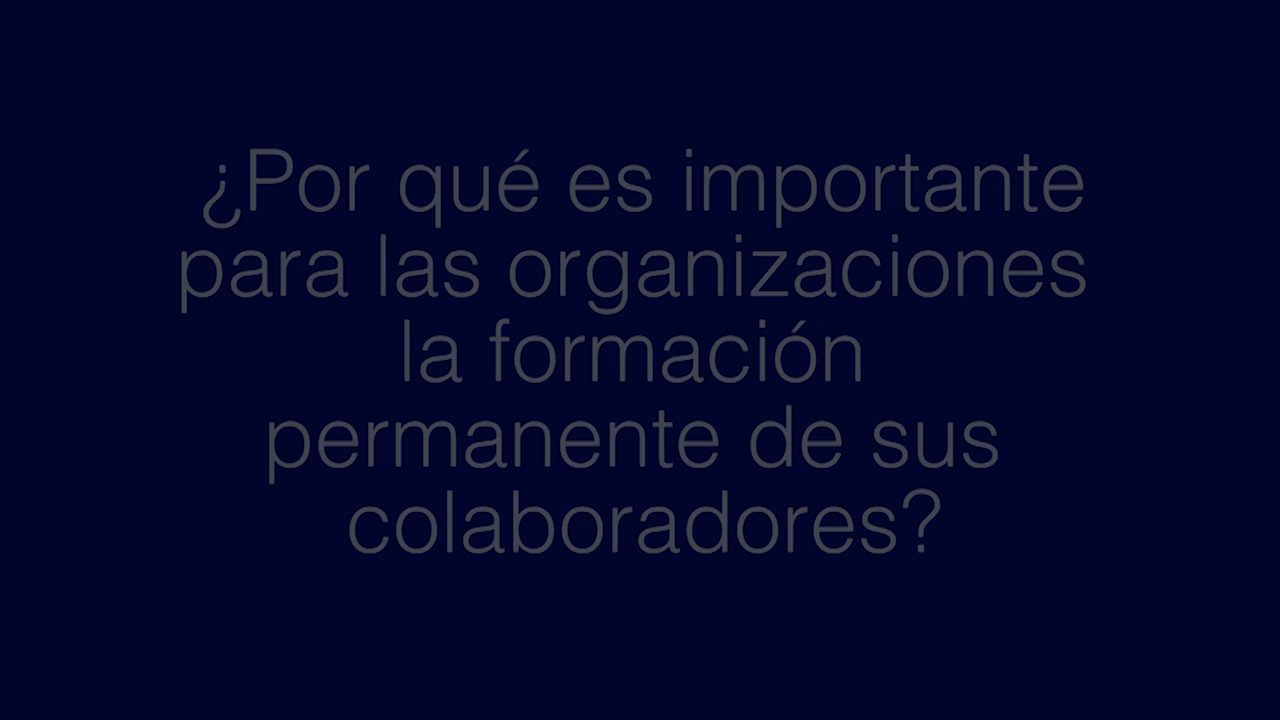 ¿Por qué es importante
para las organizaciones
la formación
permanente de sus
colaboradores?